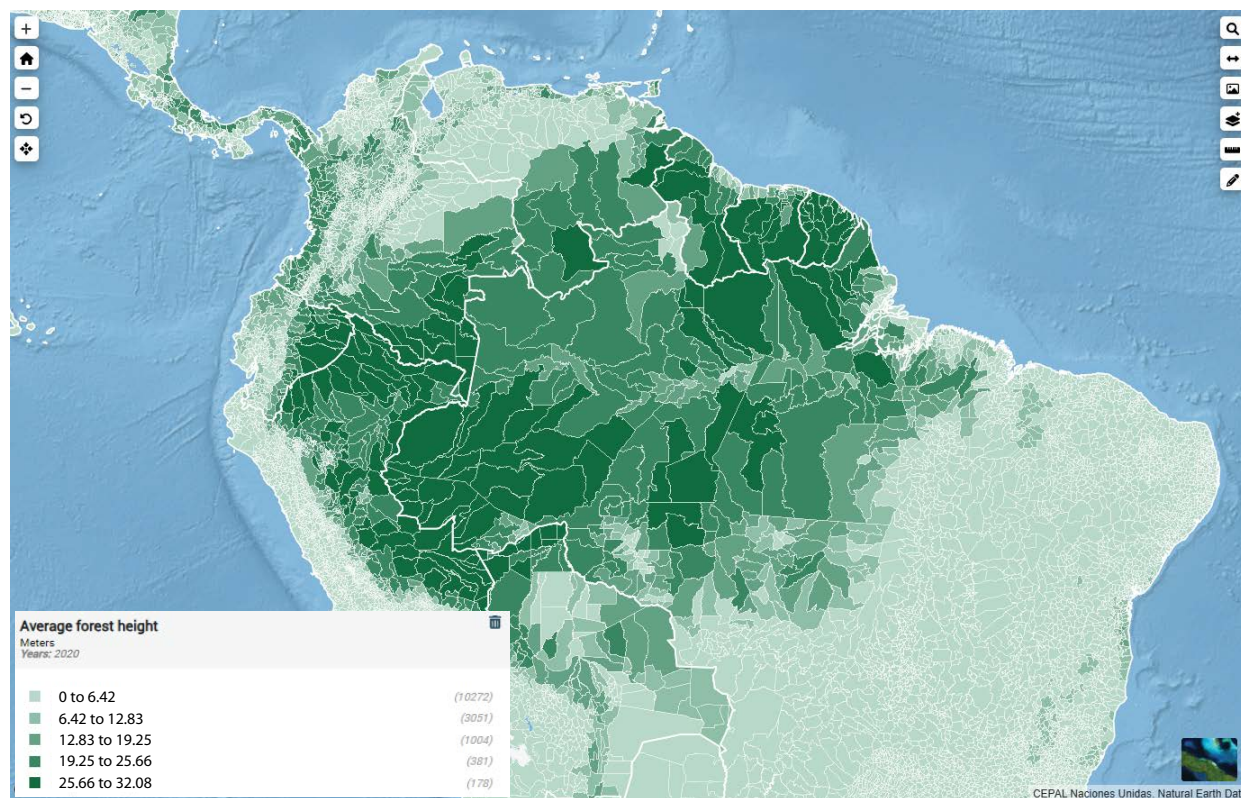 Average forest height
Meters
Years: 2020
0 to 6.42 (10272)
6.42 to 12.83 (3051)
12.83 to 19.25 (1004)
19.25 to 25.66 (381)
25.66 to 32.08 (178)
CEPAL Naciones Unidas, Natural Earth Dat